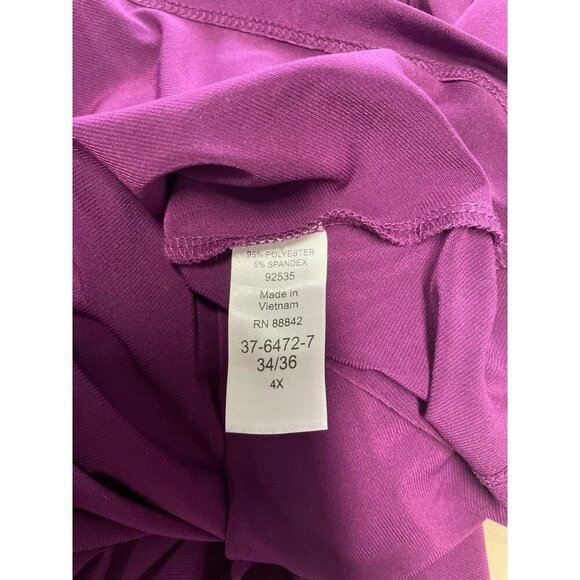 95% POLYESTER
5% SPANDEX
92535
Made in
Vietnam
RN 88842
37-6472-7
34/36
4X